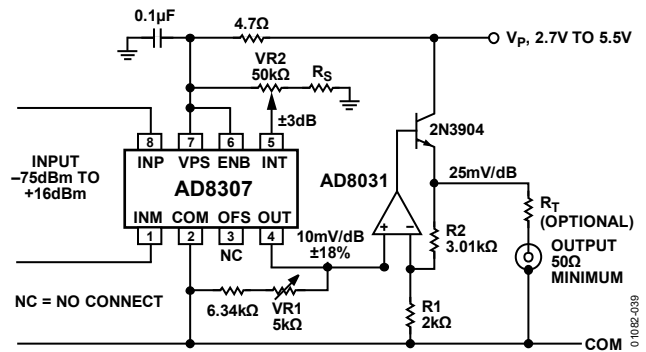 0.1µF
4.7Ω
VP, 2.7V TO 5.5V
VR2
50kΩ
RS
±3dB
2N3904
8 7 6 5
INP VPS ENB INT
INPUT
–75dBm TO
+16dBm
AD8307
INM COM OFS OUT
1 2 3 4
NC
10mV/dB
±18%
AD8031
+ –
25mV/dB
RT
(OPTIONAL)
R2
3.01kΩ
OUTPUT
50Ω
MINIMUM
NC = NO CONNECT
6.34kΩ
VR1
5kΩ
R1
2kΩ
COM
01082-039